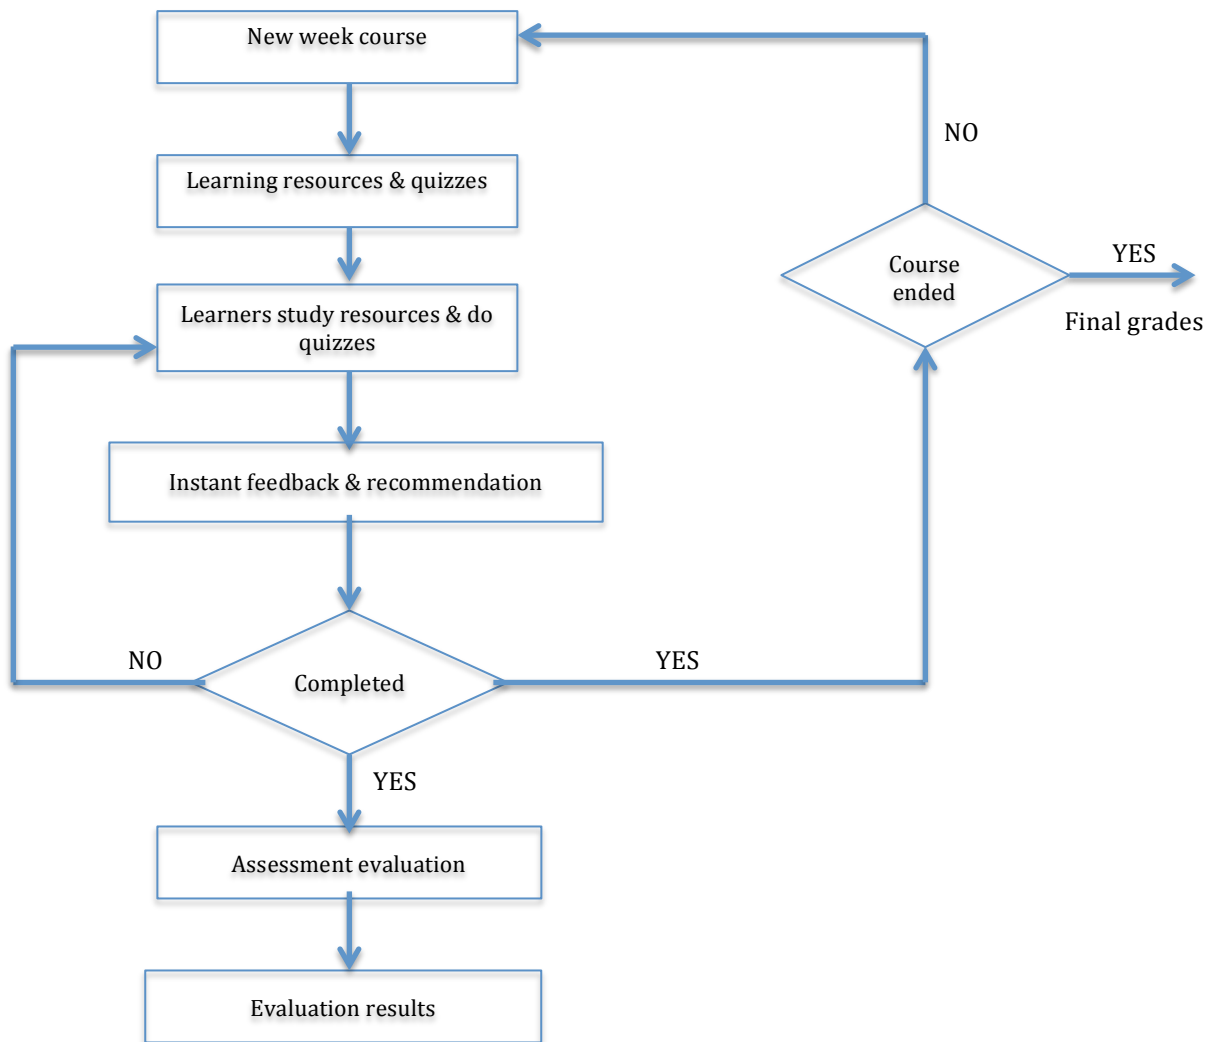 New week course
NO
Learning resources & quizzes
Course
ended
YES
Final grades
Learners study resources & do
quizzes
Instant feedback & recommendation
NO
Completed
YES
YES
Assessment evaluation
Evaluation results